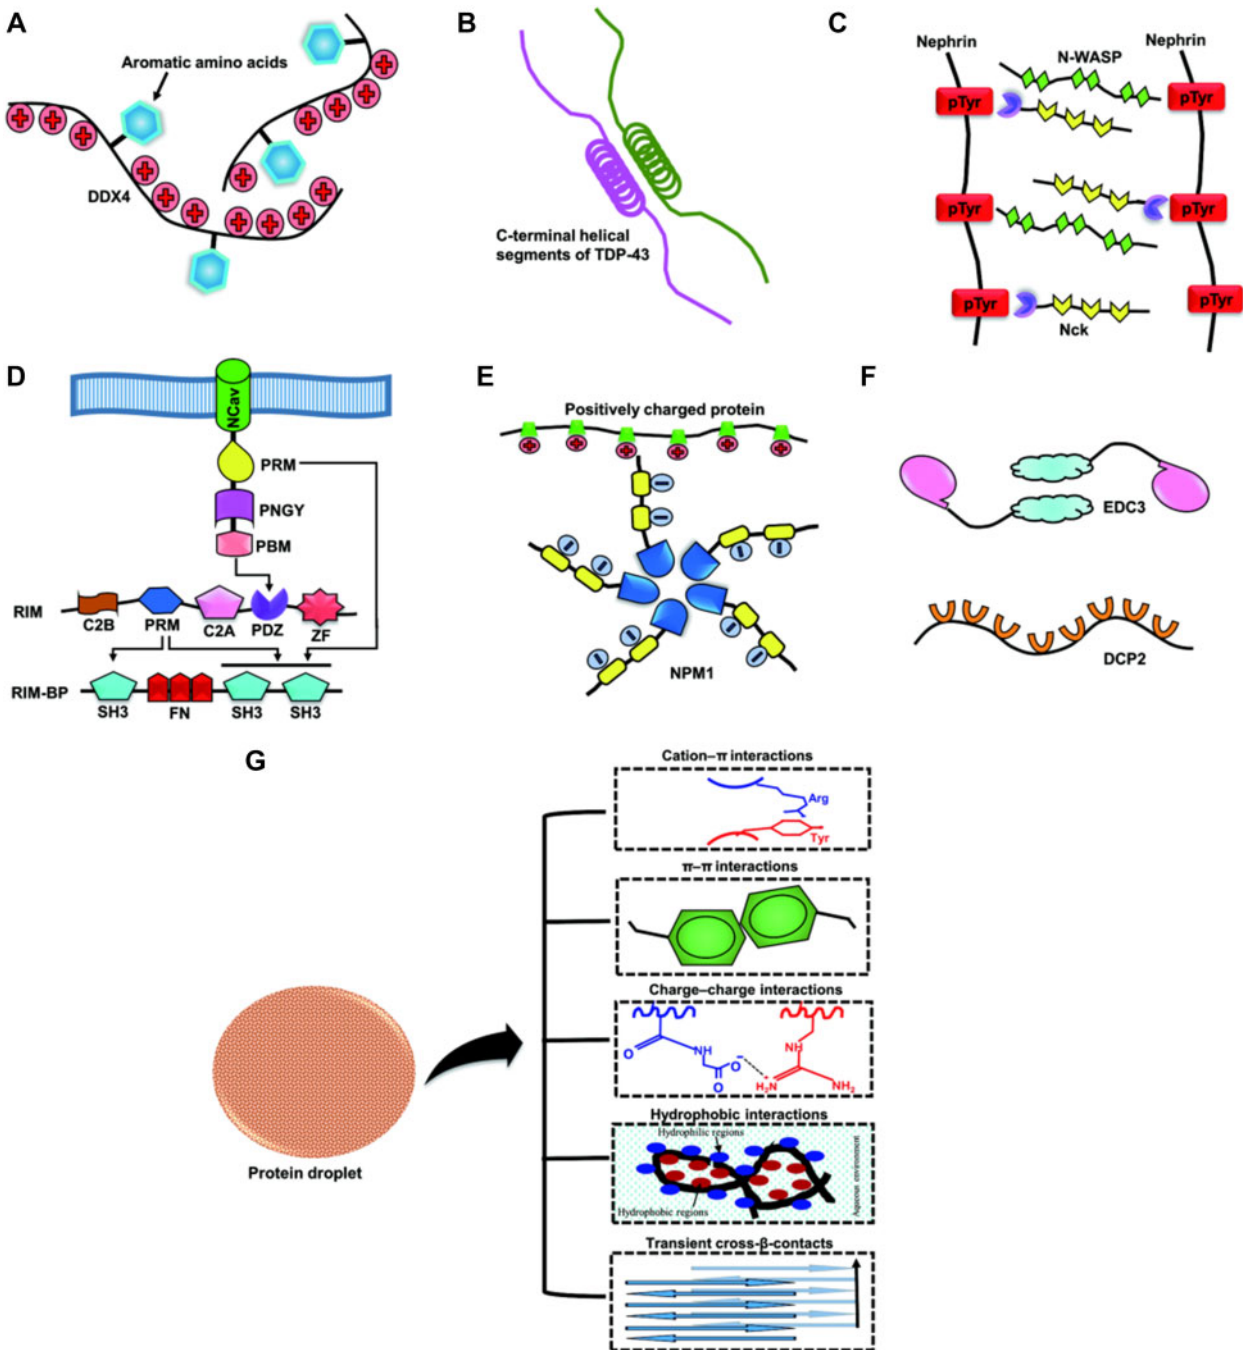 A
Aromatic amino acids
DDX4
B
C-terminal helical
segments of TDP-43
C
Nephrin
N-WASP
Nephrin
pTyr
pTyr
pTyr
pTyr
pTyr
pTyr
Nck
D
NCav
PRM
PNGY
PBM
RIM
C2B
PRM
C2A
PDZ
ZF
RIM-BP
SH3
FN
SH3
SH3
E
Positively charged protein
NPM1
F
EDC3
DCP2
G
Protein droplet
Cation–π interactions
Arg
Tyr
π–π interactions
Charge–charge interactions
O
NH
O⁻
O
NH
H₂N
+
NH₂
Hydrophobic interactions
Hydrophilic regions
Hydrophobic regions
Aqueous environment
Transient cross-β-contacts